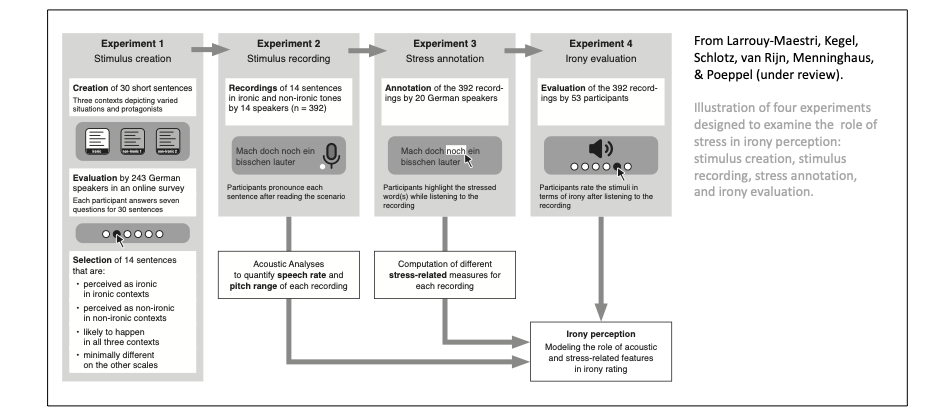 Experiment 1
Stimulus creation
Creation of 30 short sentences
Three contexts depicting varied
situations and protagonists
ironic
non-ironic 1
non-ironic 2
Evaluation by 243 German
speakers in an online survey
Each participant answers seven
questions for 30 sentences
Selection of 14 sentences
that are:
• perceived as ironic
in ironic contexts
• perceived as non-ironic
in non-ironic contexts
• likely to happen
in all three contexts
• minimally different
on the other scales
Experiment 2
Stimulus recording
Recordings of 14 sentences
in ironic and non-ironic tones
by 14 speakers (n = 392)
Mach doch noch ein
bisschen lauter
Participants pronounce each
sentence after reading the scenario
Acoustic Analyses
to quantify speech rate and
pitch range of each recording
Experiment 3
Stress annotation
Annotation of the 392 record-
ings by 20 German speakers
Mach doch noch ein
bisschen lauter
Participants highlight the stressed
word(s) while listening to the
recording
Computation of different
stress-related measures for
each recording
Experiment 4
Irony evaluation
Evaluation of the 392 record-
ings by 53 participants
Participants rate the stimuli in
terms of irony after listening to the
recording
Irony perception
Modeling the role of acoustic
and stress-related features
in irony rating
From Larrouy-Maestri, Kegel,
Schlotz, van Rijn, Menninghaus,
& Poeppel (under review).
Illustration of four experiments
designed to examine the role of
stress in irony perception:
stimulus creation, stimulus
recording, stress annotation,
and irony evaluation.